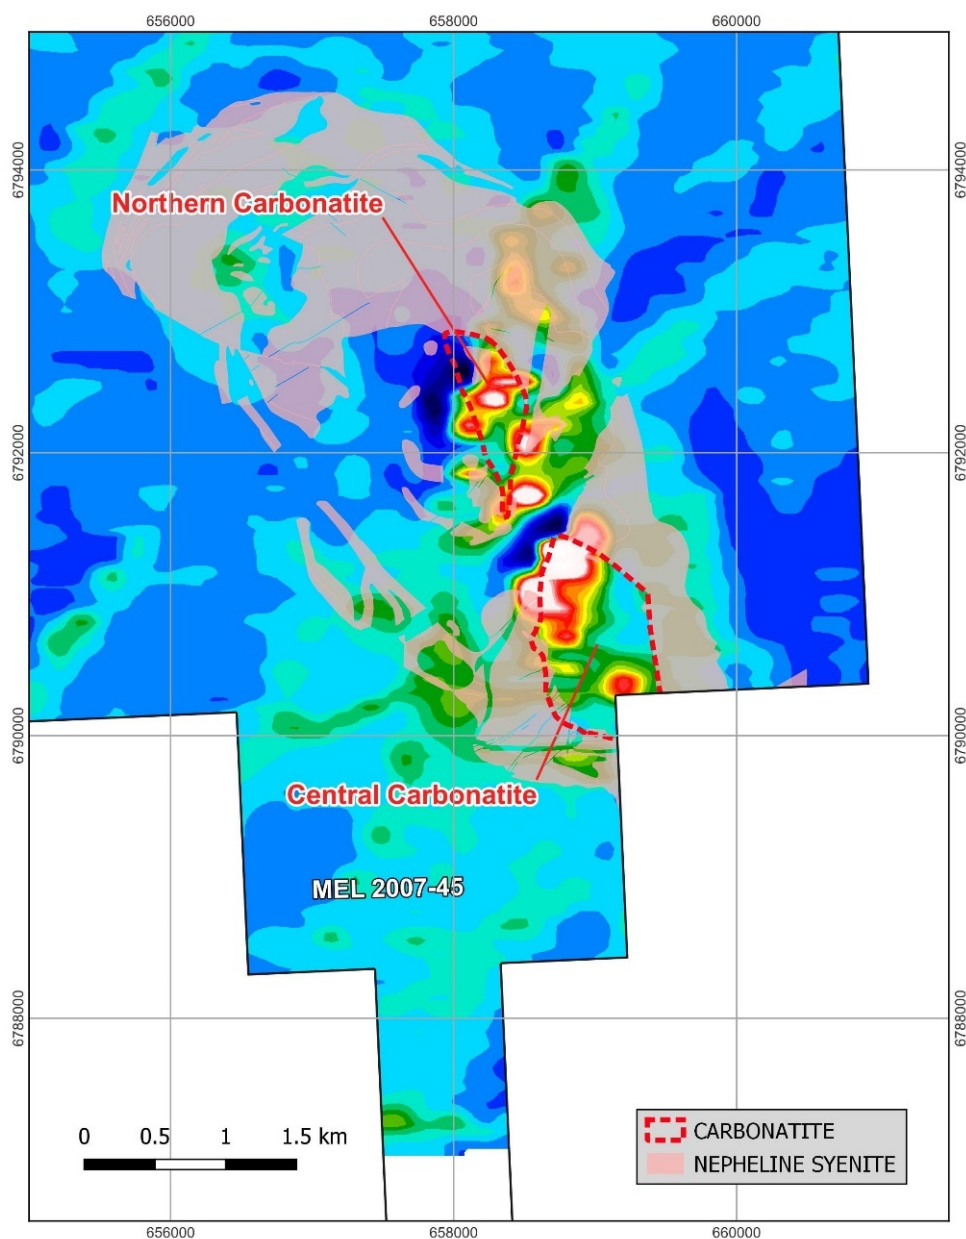 656000 658000 660000
6794000 6794000
Northern Carbonatite
6792000 6792000
6790000 6790000
Central Carbonatite
MEL 2007-45
6788000 6788000
0 0.5 1 1.5 km
CARBONATITE
NEPHELINE SYENITE
656000 658000 660000